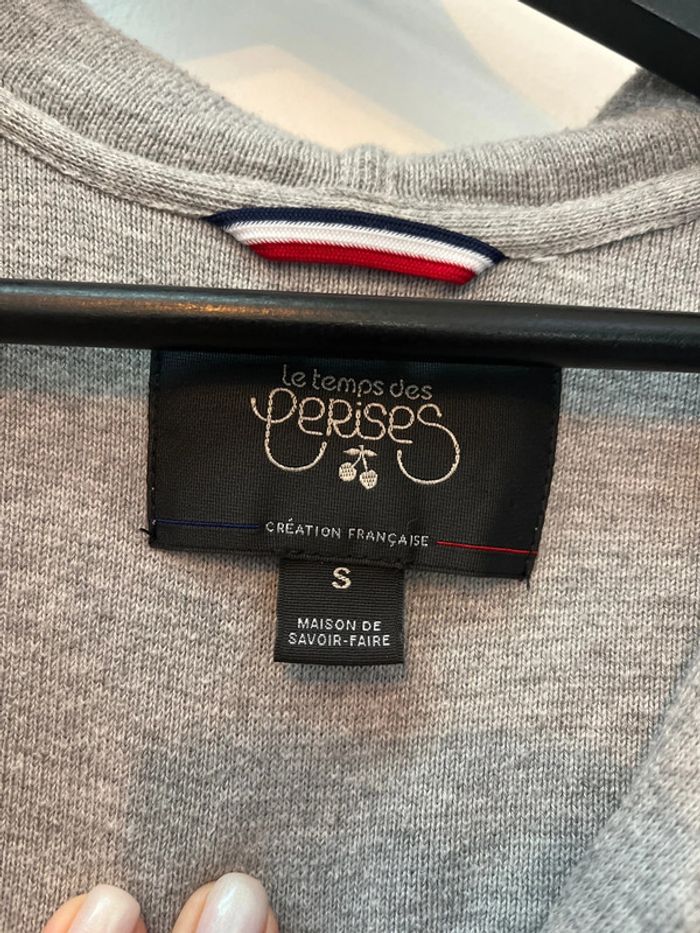 Le temps des
CERISES
CRÉATION FRANÇAISE
S
MAISON DE
SAVOIR-FAIRE